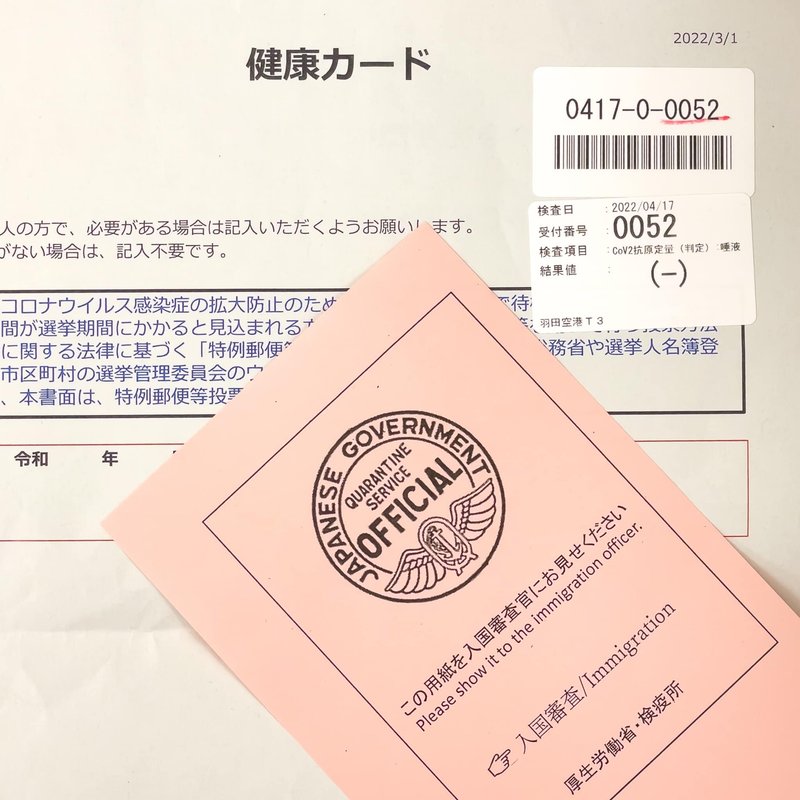 2022/3/1
健康カード
0417-0-0052
検査日 :2022/04/17
受付番号 :0052
検査項目 :CoV2抗原定量(判定):唾液
結果値 : (-)
羽田空港T3
人の方で、必要がある場合は記入いただくようお願いします。
がない場合は、記入不要です。
コロナウイルス感染症の拡大防止のため
待
間が選挙期間にかかると見込まれる
投票方法
に関する法律に基づく「特例郵便等
務省や選挙人名簿登
市区町村の選挙管理委員会のウ
、本書面は、特例郵便等投票
令和 年
JAPANESE GOVERNMENT
QUARANTINE
SERVICE
OFFICIAL
この用紙を入国審査官にお見せください
Please show it to the immigration officer.
☞入国審査/Immigration
厚生労働省・検疫所